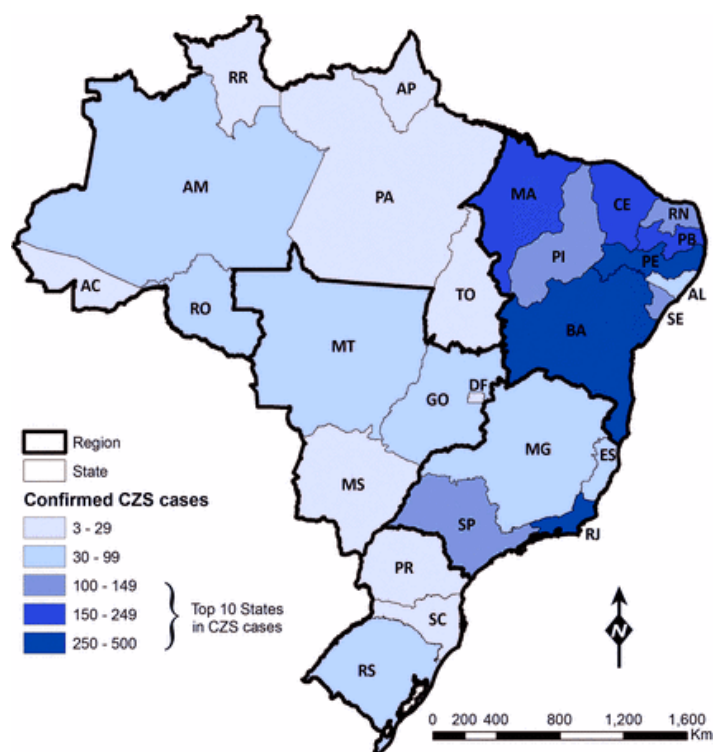 RR
AP
AM
PA
MA
CE
RN
PB
PE
PI
AL
SE
AC
RO
TO
BA
MT
GO
DF
MG
ES
MS
SP
RJ
PR
SC
RS
Region
State
Confirmed CZS cases
3 - 29
30 - 99
100 - 149
150 - 249
250 - 500
Top 10 States
in CZS cases
N
0 200 400 800 1,200 1,600
Km